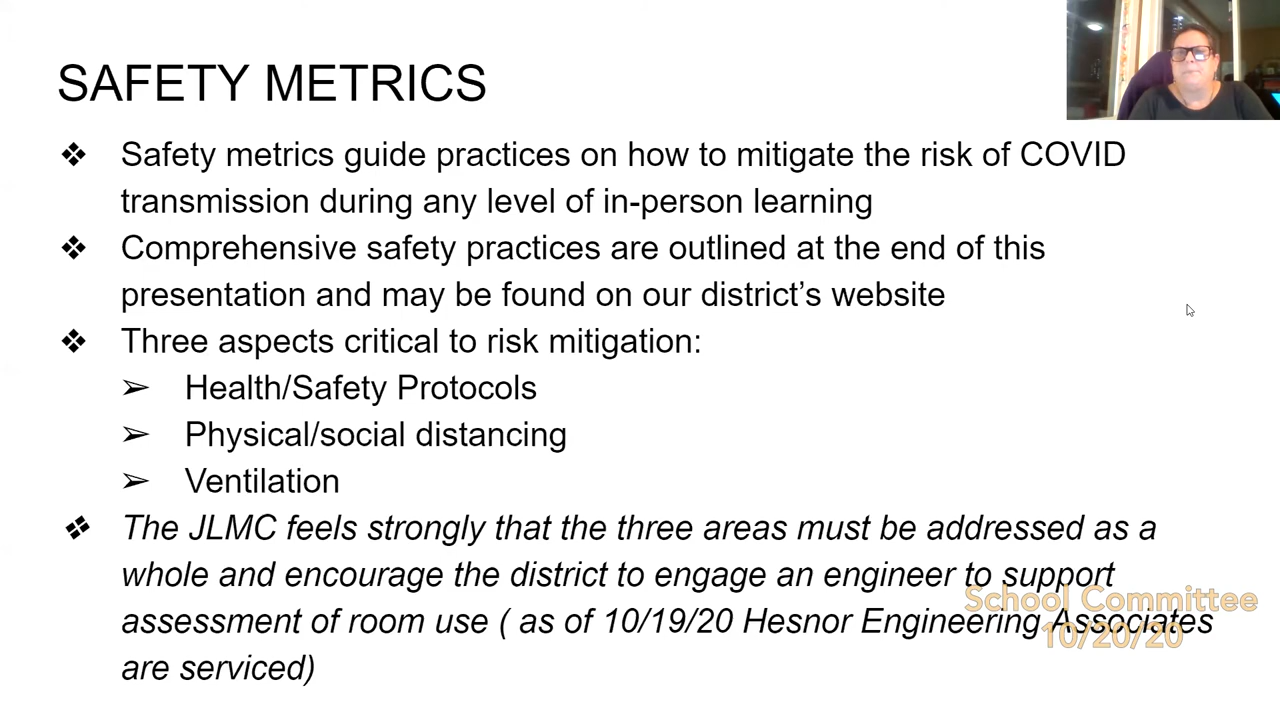 SAFETY METRICS
❖ Safety metrics guide practices on how to mitigate the risk of COVID
transmission during any level of in-person learning
❖ Comprehensive safety practices are outlined at the end of this
presentation and may be found on our district's website
❖ Three aspects critical to risk mitigation:
➢ Health/Safety Protocols
➢ Physical/social distancing
➢ Ventilation
❖ The JLMC feels strongly that the three areas must be addressed as a
whole and encourage the district to engage an engineer to support
assessment of room use ( as of 10/19/20 Hesnor Engineering Associates
are serviced)
School Committee
10/20/20